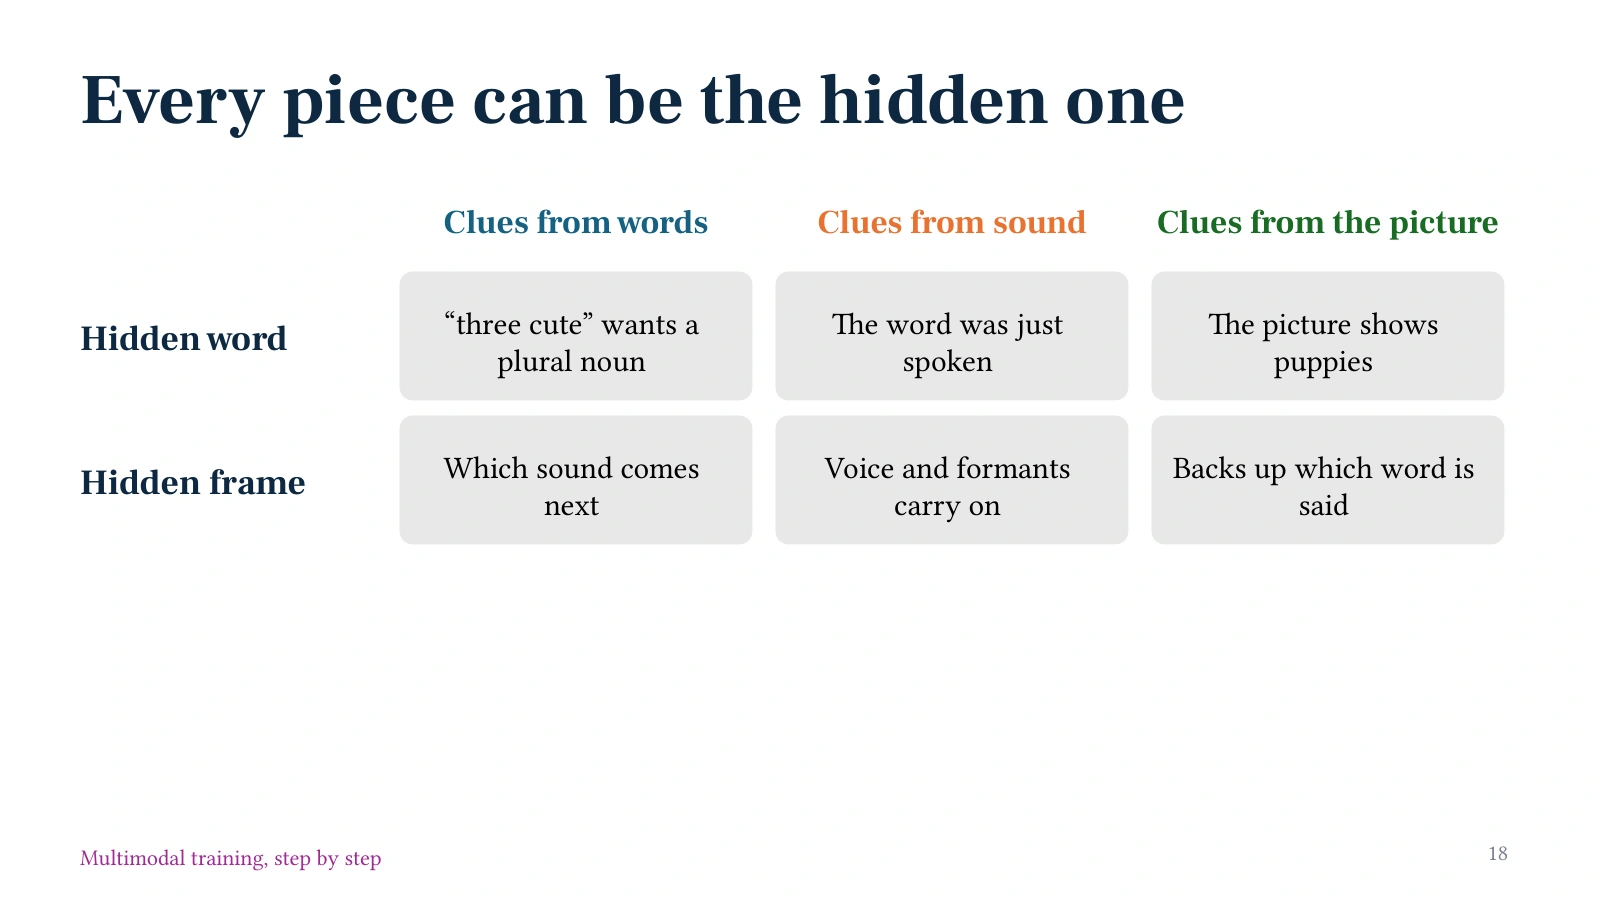 Every piece can be the hidden one
Clues from words
Clues from sound
Clues from the picture
Hidden word
“three cute” wants a
plural noun
The word was just
spoken
The picture shows
puppies
Hidden frame
Which sound comes
next
Voice and formants
carry on
Backs up which word is
said
Multimodal training, step by step
18